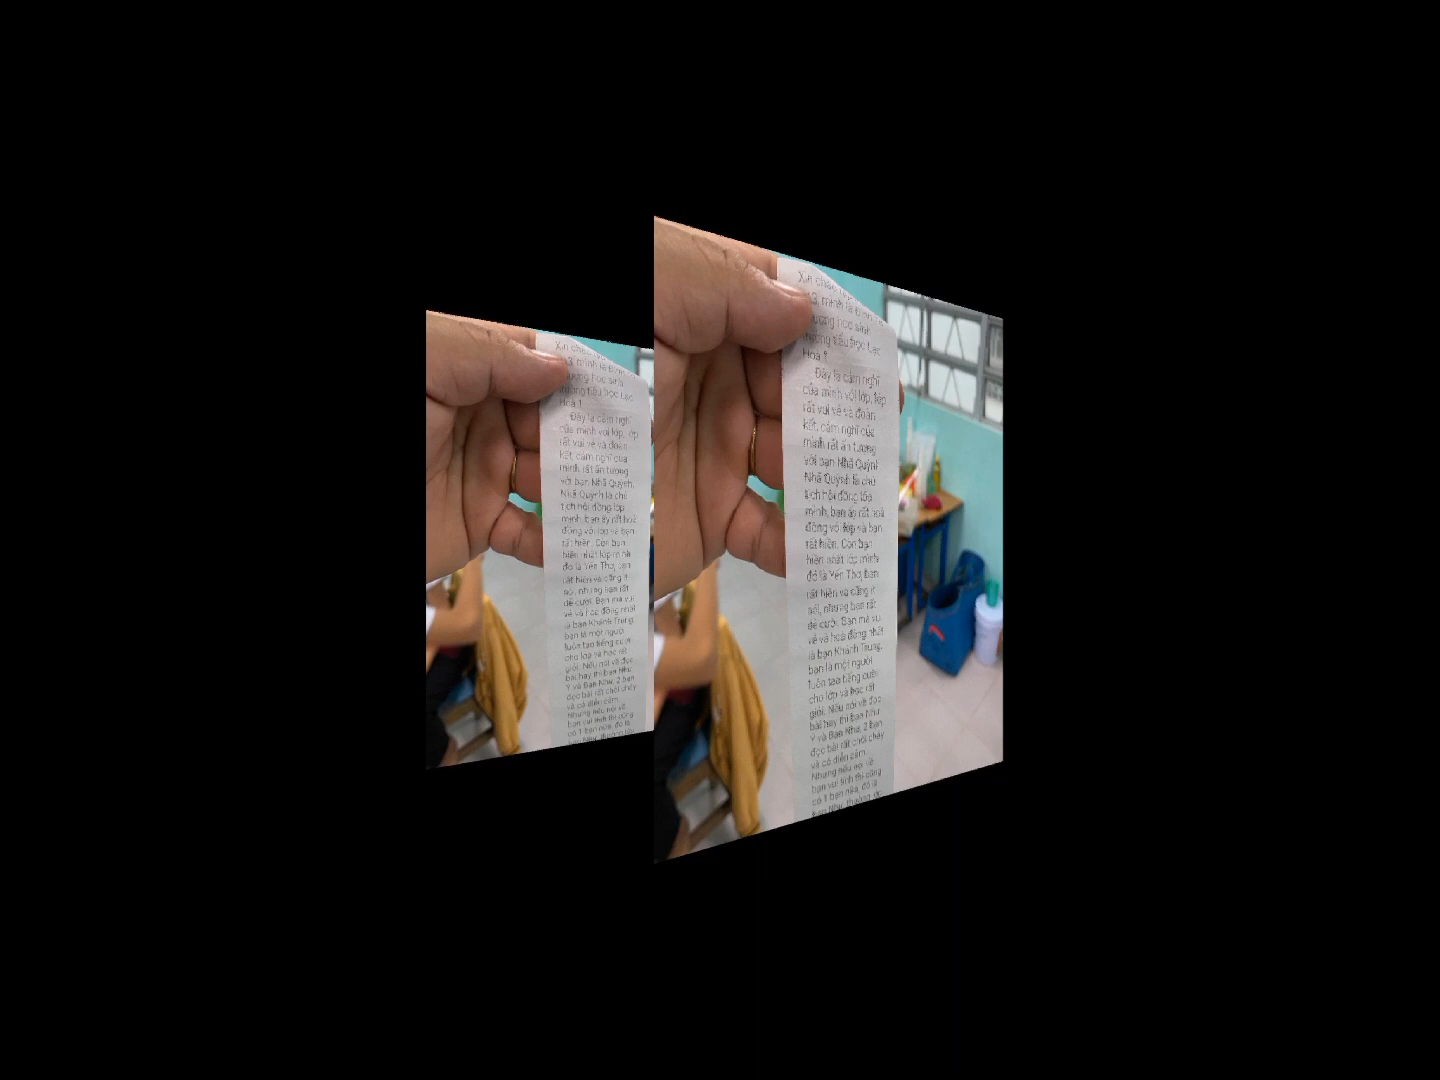 Xin chào lớp
3, mình là Đình
ương học sinh
trường tiểu học Lạc
Hoà 1
Đây là cảm nghĩ
của mình với lớp, lớp
rất vui vẻ và đoàn
kết, cảm nghĩ của
mình rất ấn tượng
với bạn Nhã Quỳnh,
Nhã Quỳnh là chủ
tịch hội đồng lớp
mình, bạn ấy rất hoà
đồng với lớp và bạn
rất hiền. Còn bạn
hiền nhất lớp mình
đó là Yến Thơ, bạn
rất hiền và cũng ít
nói, nhưng bạn rất
dễ cười. Bạn mà vui
vẻ và hoà đồng nhất
là bạn Khánh Trung,
bạn là một người
luôn tạo tiếng cười
cho lớp và học rất
giỏi. Nếu nói về đọc
bài hay thì bạn Như
Ý và Bạn Như, 2 bạn
đọc bài rất chôi chảy
và có diễn cảm.
Nhưng nếu nói về
bạn vui tính thì cũng
có 1 bạn nữa, đó là
bạn Như, thường